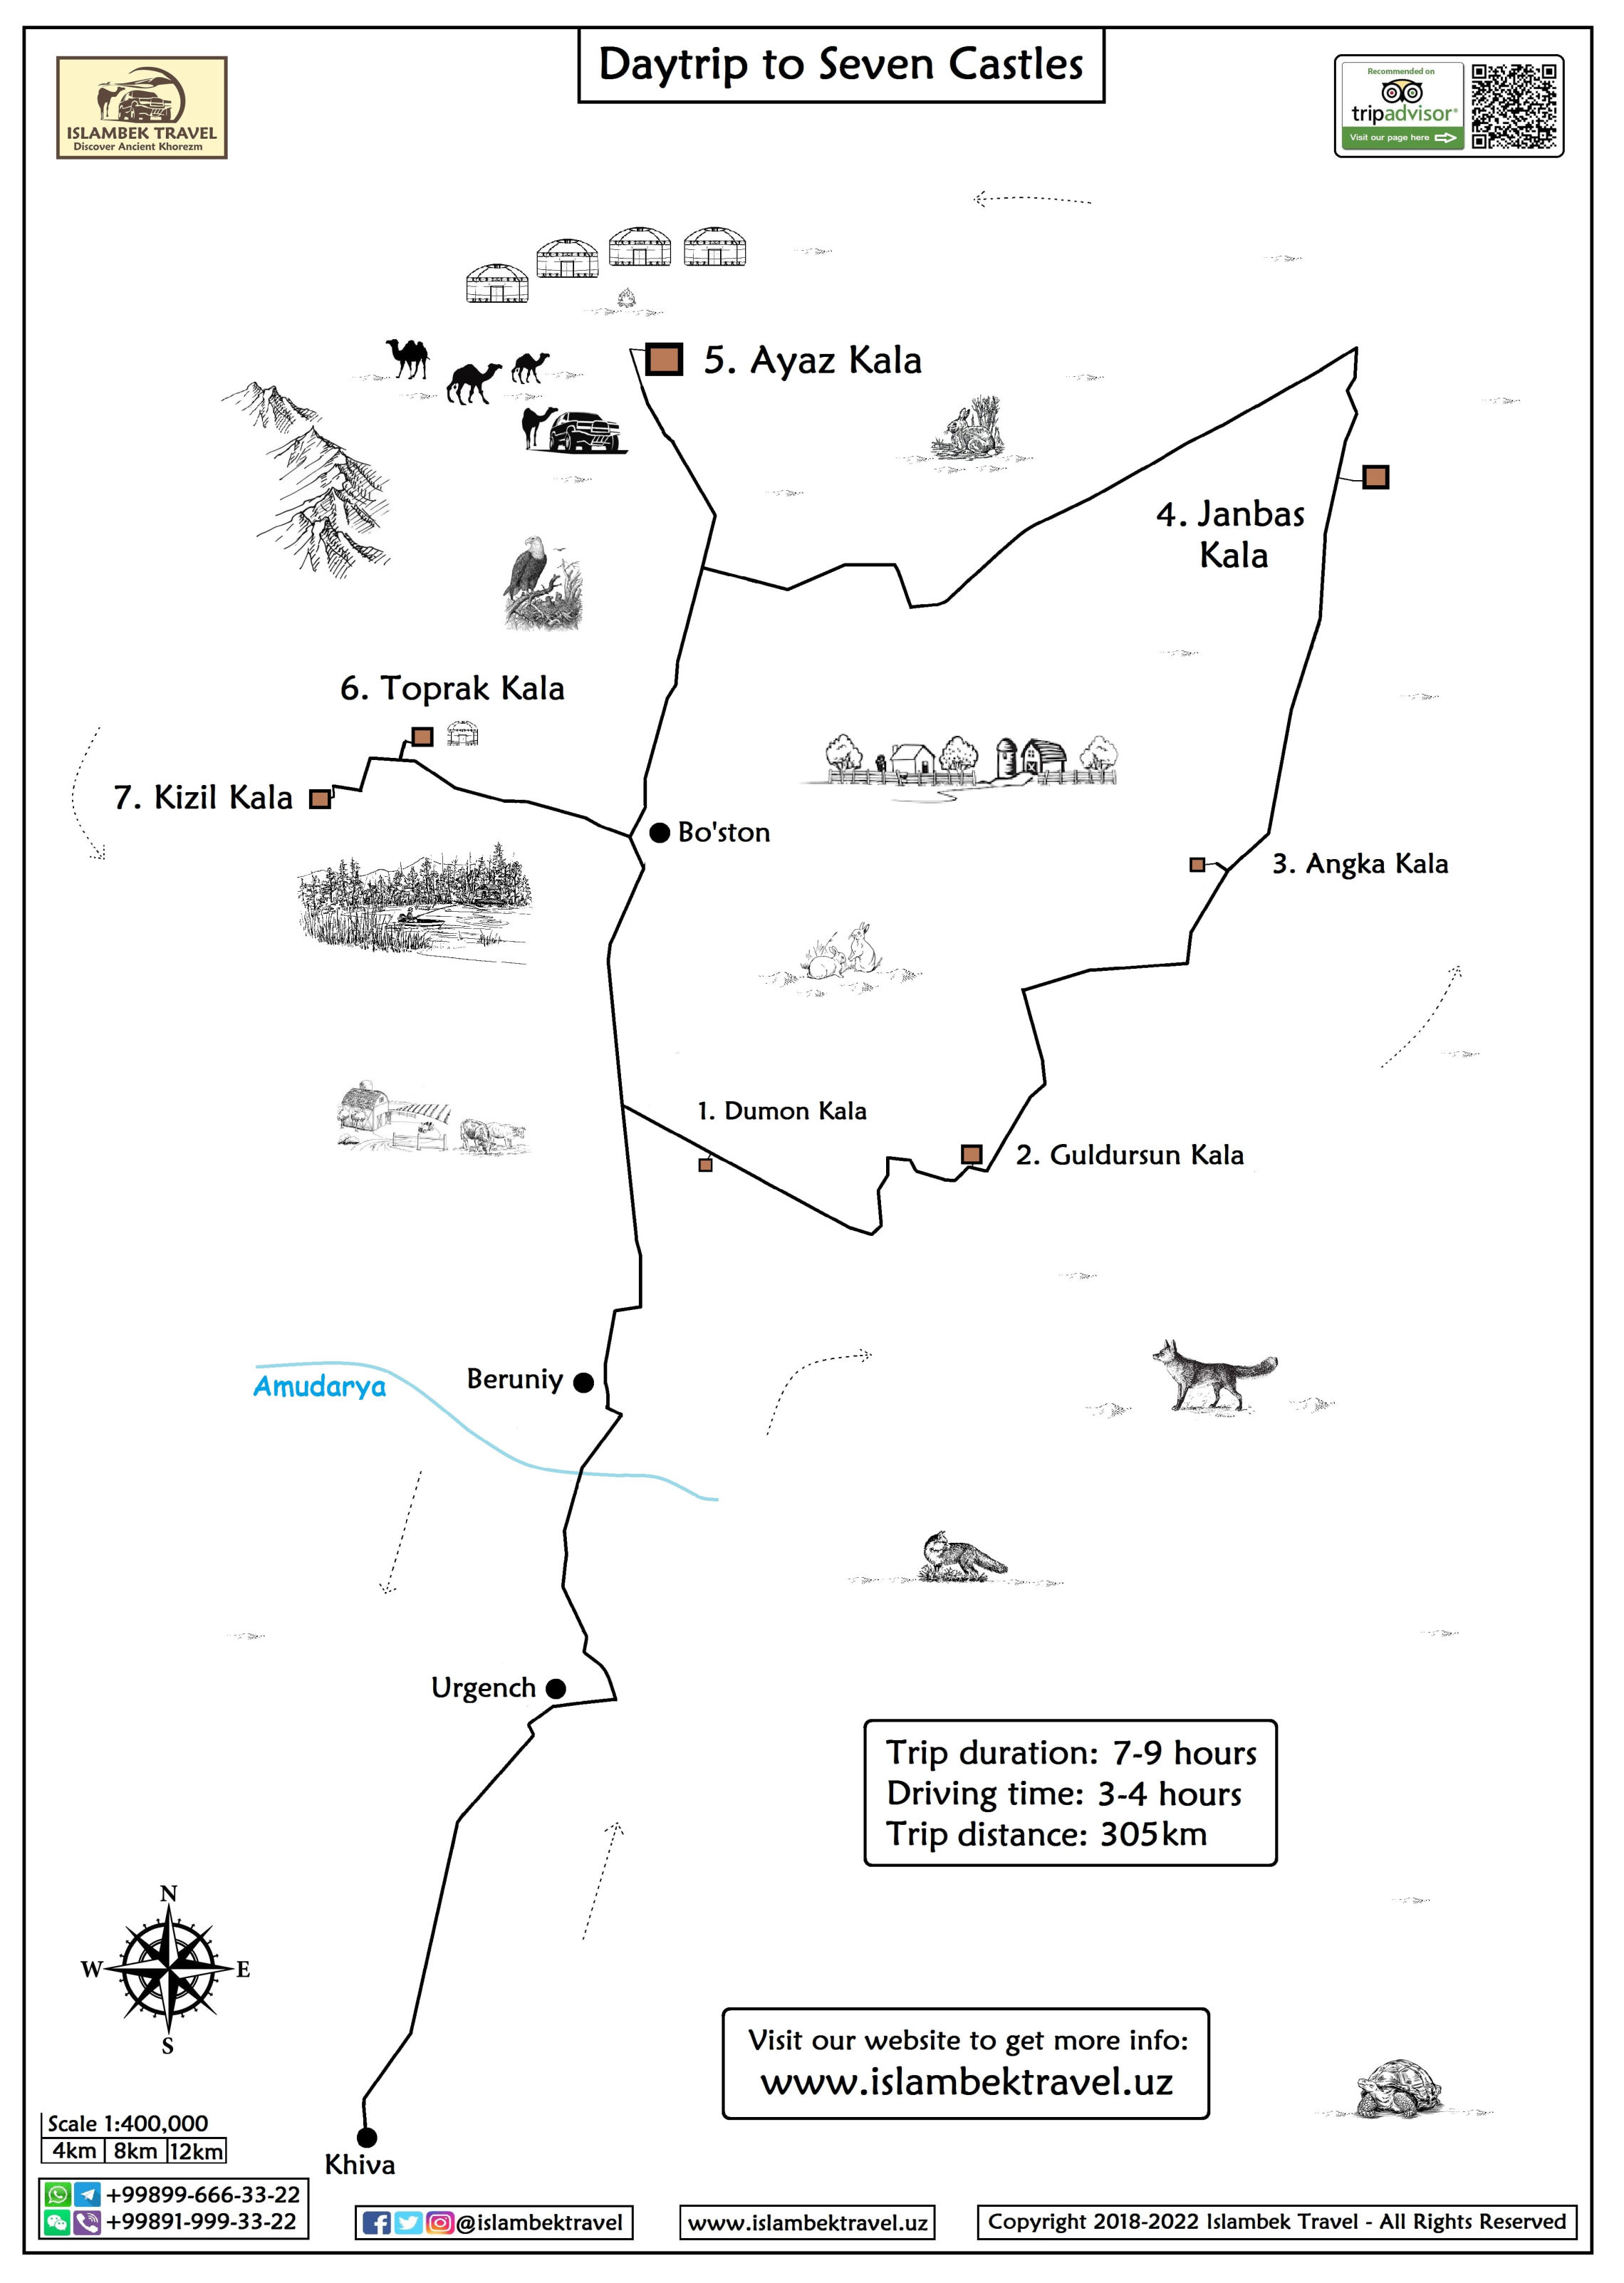 Daytrip to Seven Castles
ISLAMBEK TRAVEL
Discover Ancient Khorezm
Recommended on
tripadvisor®
Visit our page here
5. Ayaz Kala
4. Janbas
Kala
6. Toprak Kala
7. Kizil Kala
Bo'ston
3. Angka Kala
1. Dumon Kala
2. Guldursun Kala
Beruniy
Amudarya
Urgench
Trip duration: 7-9 hours
Driving time: 3-4 hours
Trip distance: 305km
N
W
E
S
Visit our website to get more info:
www.islambektravel.uz
Scale 1:400,000
4km 8km 12km
Khiva
+99899-666-33-22
+99891-999-33-22
@islambektravel
www.islambektravel.uz
Copyright 2018-2022 Islambek Travel - All Rights Reserved